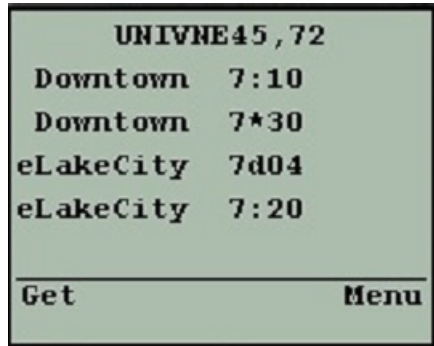 UNIVNE45,72
Downtown 7:10
Downtown 7*30
eLakeCity 7d04
eLakeCity 7:20
Get Menu